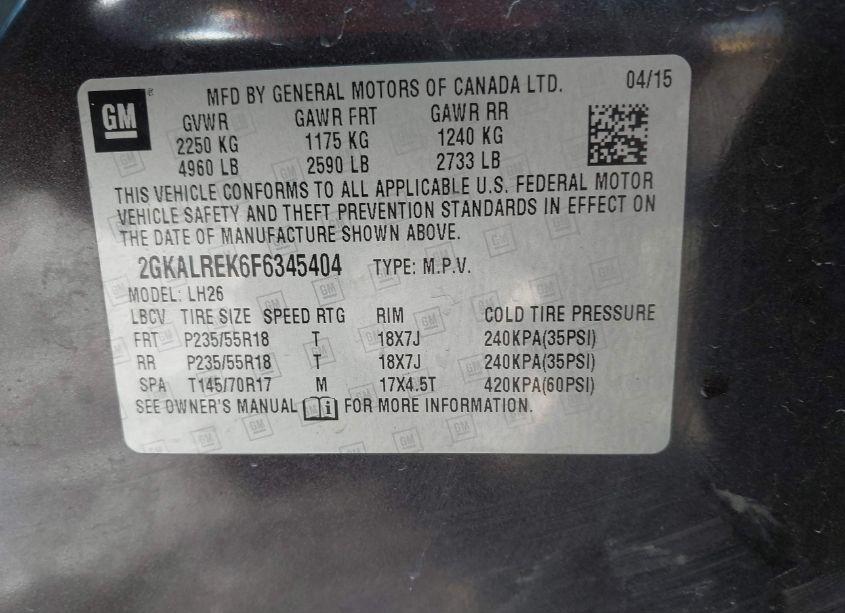 GM
MFD BY GENERAL MOTORS OF CANADA LTD. 04/15
GVWR GAWR FRT GAWR RR
2250 KG 1175 KG 1240 KG
4960 LB 2590 LB 2733 LB
THIS VEHICLE CONFORMS TO ALL APPLICABLE U.S. FEDERAL MOTOR
VEHICLE SAFETY AND THEFT PREVENTION STANDARDS IN EFFECT ON
THE DATE OF MANUFACTURE SHOWN ABOVE.
2GKALREK6F6345404 TYPE: M.P.V.
MODEL: LH26
LBCV TIRE SIZE SPEED RTG RIM COLD TIRE PRESSURE
FRT P235/55R18 T 18X7J 240KPA(35PSI)
RR P235/55R18 T 18X7J 240KPA(35PSI)
SPA T145/70R17 M 17X4.5T 420KPA(60PSI)
SEE OWNER'S MANUAL FOR MORE INFORMATION.